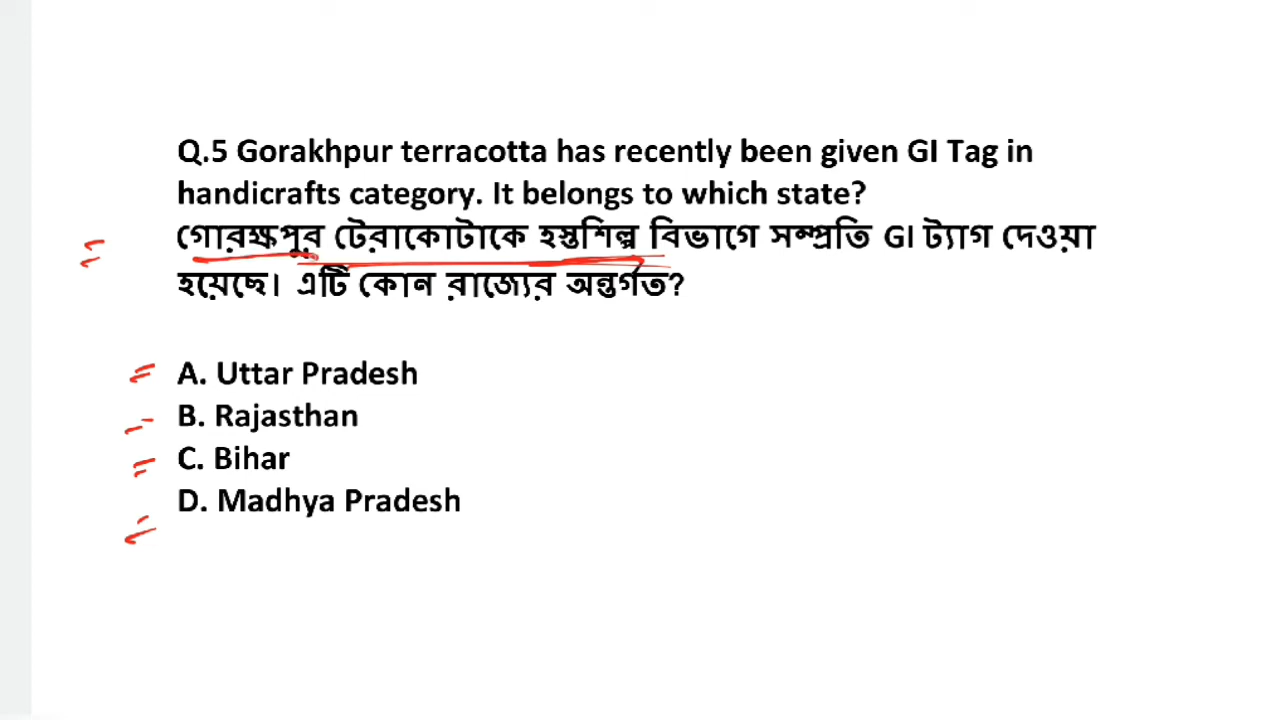 Q.5 Gorakhpur terracotta has recently been given GI Tag in
handicrafts category. It belongs to which state?
গোরক্ষপুর টেরাকোটাকে হস্তশিল্প বিভাগে সম্প্রতি GI ট্যাগ দেওয়া
হয়েছে। এটি কোন রাজ্যের অন্তর্গত?
A. Uttar Pradesh
B. Rajasthan
C. Bihar
D. Madhya Pradesh